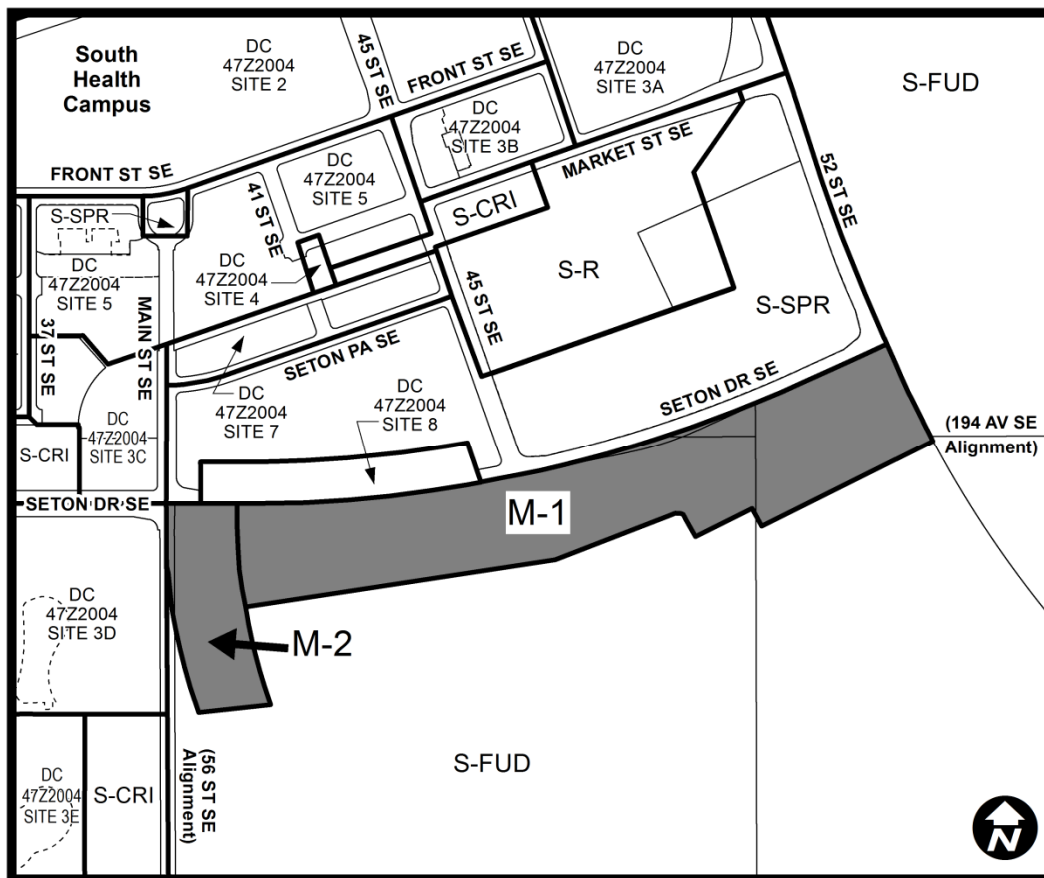 South
Health
Campus
DC
47Z2004
SITE 2
45 ST SE
FRONT ST SE
DC
47Z2004
SITE 3A
S-FUD
DC
47Z2004
SITE 3B
FRONT ST SE
DC
47Z2004
SITE 5
MARKET ST SE
52 ST SE
S-SPR
41 ST SE
S-CRI
DC
47Z2004
SITE 5
DC
47Z2004
SITE 4
S-R
S-SPR
37 ST SE
MAIN ST SE
45 ST SE
SETON PA SE
SETON DR SE
DC
47Z2004
SITE 7
DC
47Z2004
SITE 8
DC
47Z2004
SITE 3C
S-CRI
(194 AV SE
Alignment)
SETON DR SE
M-1
DC
47Z2004
SITE 3D
M-2
(56 ST SE
Alignment)
S-FUD
DC
47Z2004
SITE 3E
S-CRI
N